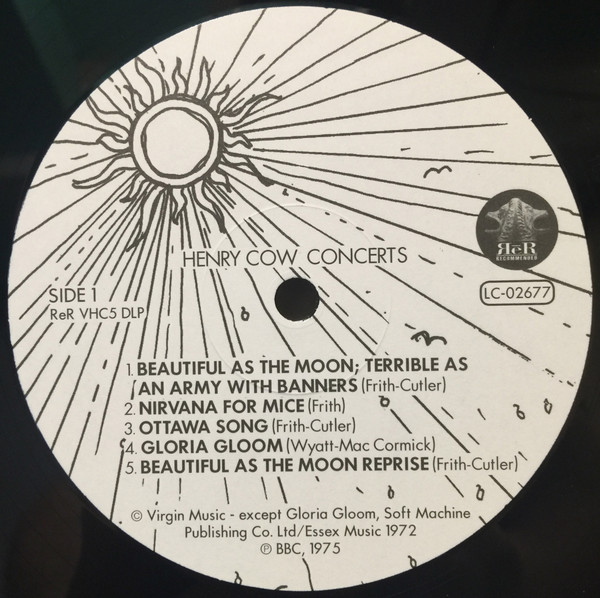 HENRY COW CONCERTS
ReR
RECOMMENDED
SIDE 1
ReR VHC5 DLP
LC-02677
1. BEAUTIFUL AS THE MOON; TERRIBLE AS
AN ARMY WITH BANNERS (Frith-Cutler)
2. NIRVANA FOR MICE (Frith)
3. OTTAWA SONG (Frith-Cutler)
4. GLORIA GLOOM (Wyatt-Mac Cormick)
5. BEAUTIFUL AS THE MOON REPRISE (Frith-Cutler)
© Virgin Music - except Gloria Gloom, Soft Machine
Publishing Co. Ltd/Essex Music 1972
℗ BBC, 1975